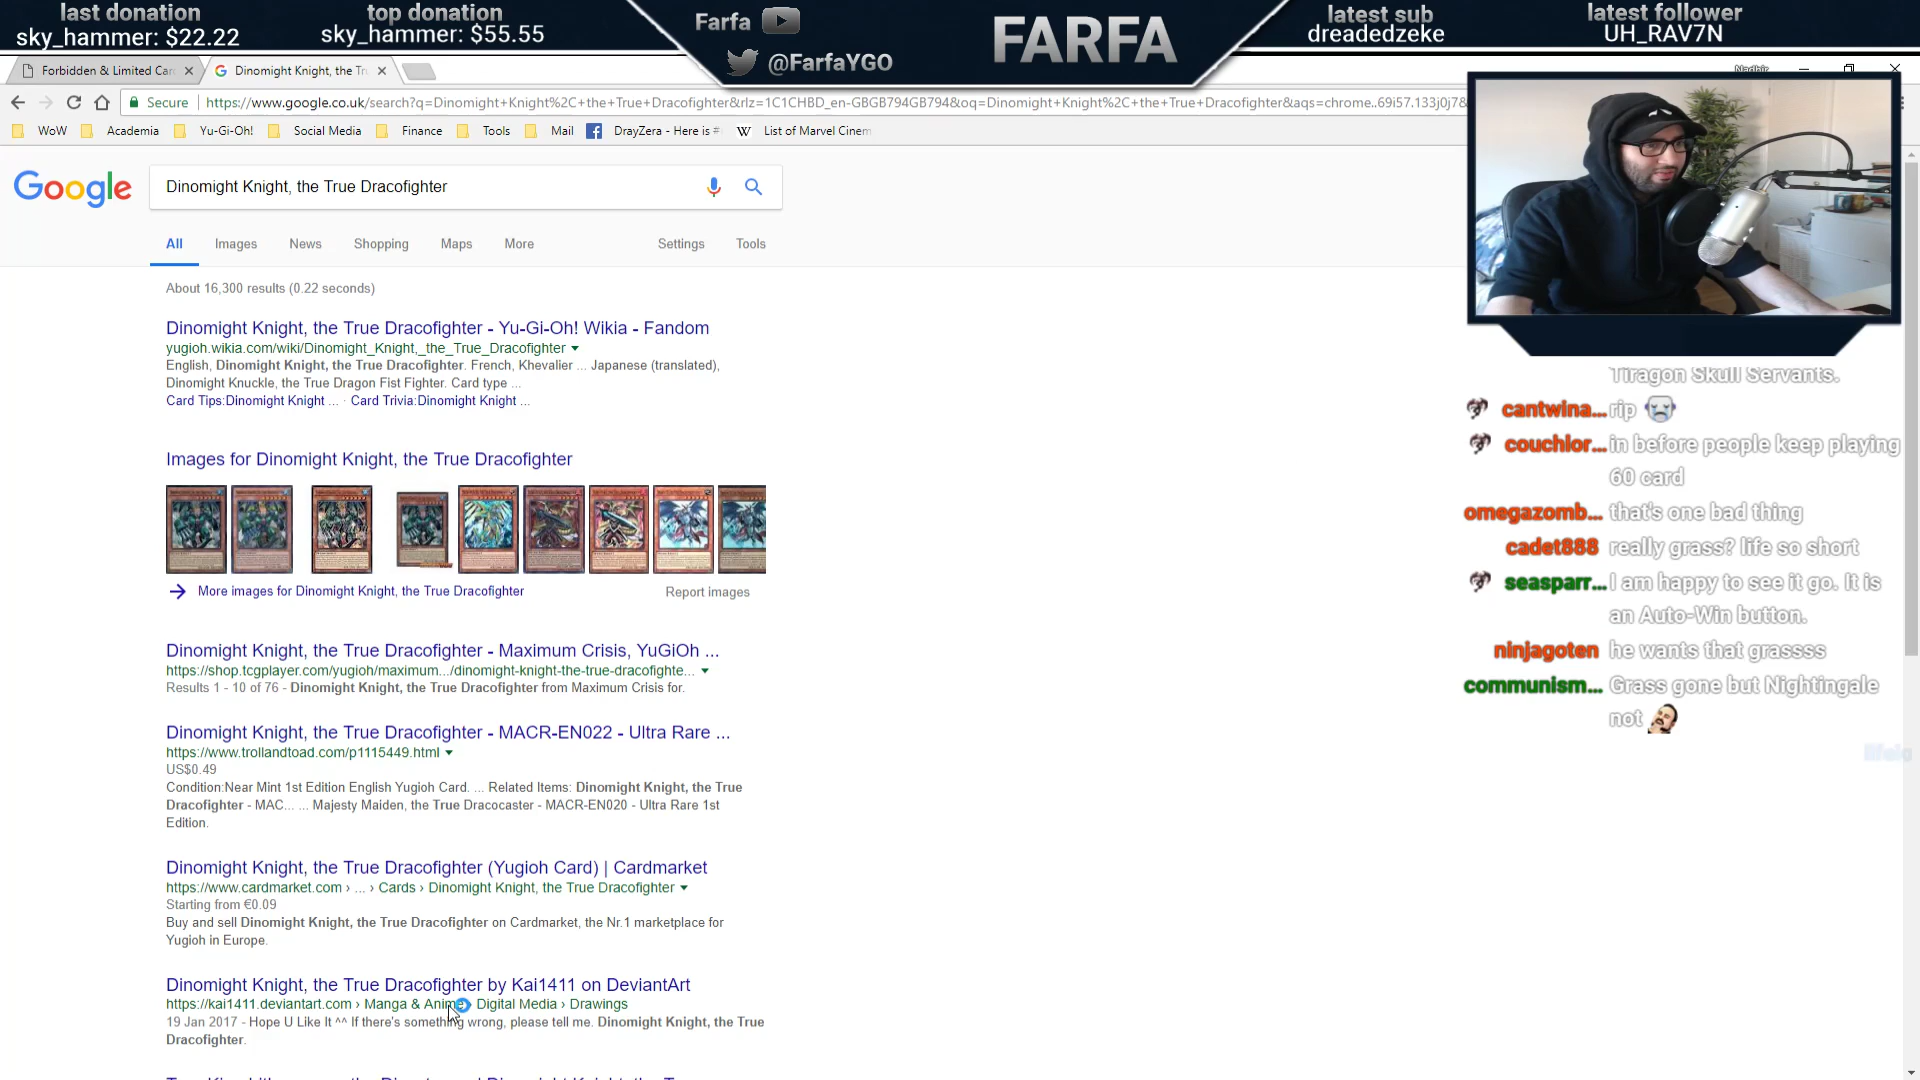 last donation
sky_hammer: $22.22
top donation
sky_hammer: $55.55
Farfa
@FarfaYGO
FARFA
latest sub
dreadedzeke
latest follower
UH_RAV7N
Forbidden & Limited Car
Dinomight Knight, the Tr
Secure
https://www.google.co.uk/search?q=Dinomight+Knight%2C+the+True+Dracofighter&rlz=1C1CHBD_en-GBGB794GB794&oq=Dinomight+Knight%2C+the+True+Dracofighter&aqs=chrome..69i57.133j0j7&
WoW
Academia
Yu-Gi-Oh!
Social Media
Finance
Tools
Mail
DrayZera - Here is #
List of Marvel Cinem
Google
Dinomight Knight, the True Dracofighter
All
Images
News
Shopping
Maps
More
Settings
Tools
About 16,300 results (0.22 seconds)
Dinomight Knight, the True Dracofighter - Yu-Gi-Oh! Wikia - Fandom
yugioh.wikia.com/wiki/Dinomight_Knight,_the_True_Dracofighter
English, Dinomight Knight, the True Dracofighter. French, Khevalier ... Japanese (translated),
Dinomight Knuckle, the True Dragon Fist Fighter. Card type ...
Card Tips:Dinomight Knight ... · Card Trivia:Dinomight Knight ...
Images for Dinomight Knight, the True Dracofighter
More images for Dinomight Knight, the True Dracofighter
Report images
Dinomight Knight, the True Dracofighter - Maximum Crisis, YuGiOh ...
https://shop.tcgplayer.com/yugioh/maximum.../dinomight-knight-the-true-dracofighte...
Results 1 - 10 of 76 - Dinomight Knight, the True Dracofighter from Maximum Crisis for.
Dinomight Knight, the True Dracofighter - MACR-EN022 - Ultra Rare ...
https://www.trollandtoad.com/p1115449.html
US$0.49
Condition:Near Mint 1st Edition English Yugioh Card. ... Related Items: Dinomight Knight, the True
Dracofighter - MAC... ... Majesty Maiden, the True Dracocaster - MACR-EN020 - Ultra Rare 1st
Edition.
Dinomight Knight, the True Dracofighter (Yugioh Card) | Cardmarket
https://www.cardmarket.com › ... › Cards › Dinomight Knight, the True Dracofighter
Starting from €0.09
Buy and sell Dinomight Knight, the True Dracofighter on Cardmarket, the Nr.1 marketplace for
Yugioh in Europe.
Dinomight Knight, the True Dracofighter by Kai1411 on DeviantArt
https://kai1411.deviantart.com › Manga & Anime › Digital Media › Drawings
19 Jan 2017 - Hope U Like It ^^ If there's something wrong, please tell me. Dinomight Knight, the True
Dracofighter.
Tiragon Skull Servants.
cantwina... rip
couchlor... in before people keep playing
60 card
omegazomb... that's one bad thing
cadet888 really grass? life so short
seasparr... I am happy to see it go. It is
an Auto-Win button.
ninjagoten he wants that grassss
communism... Grass gone but Nightingale
not